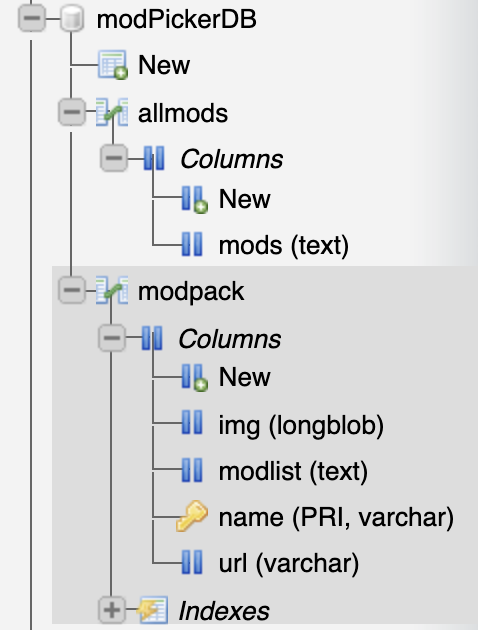 modPickerDB
New
allmods
Columns
New
mods (text)
modpack
Columns
New
img (longblob)
modlist (text)
name (PRI, varchar)
url (varchar)
Indexes